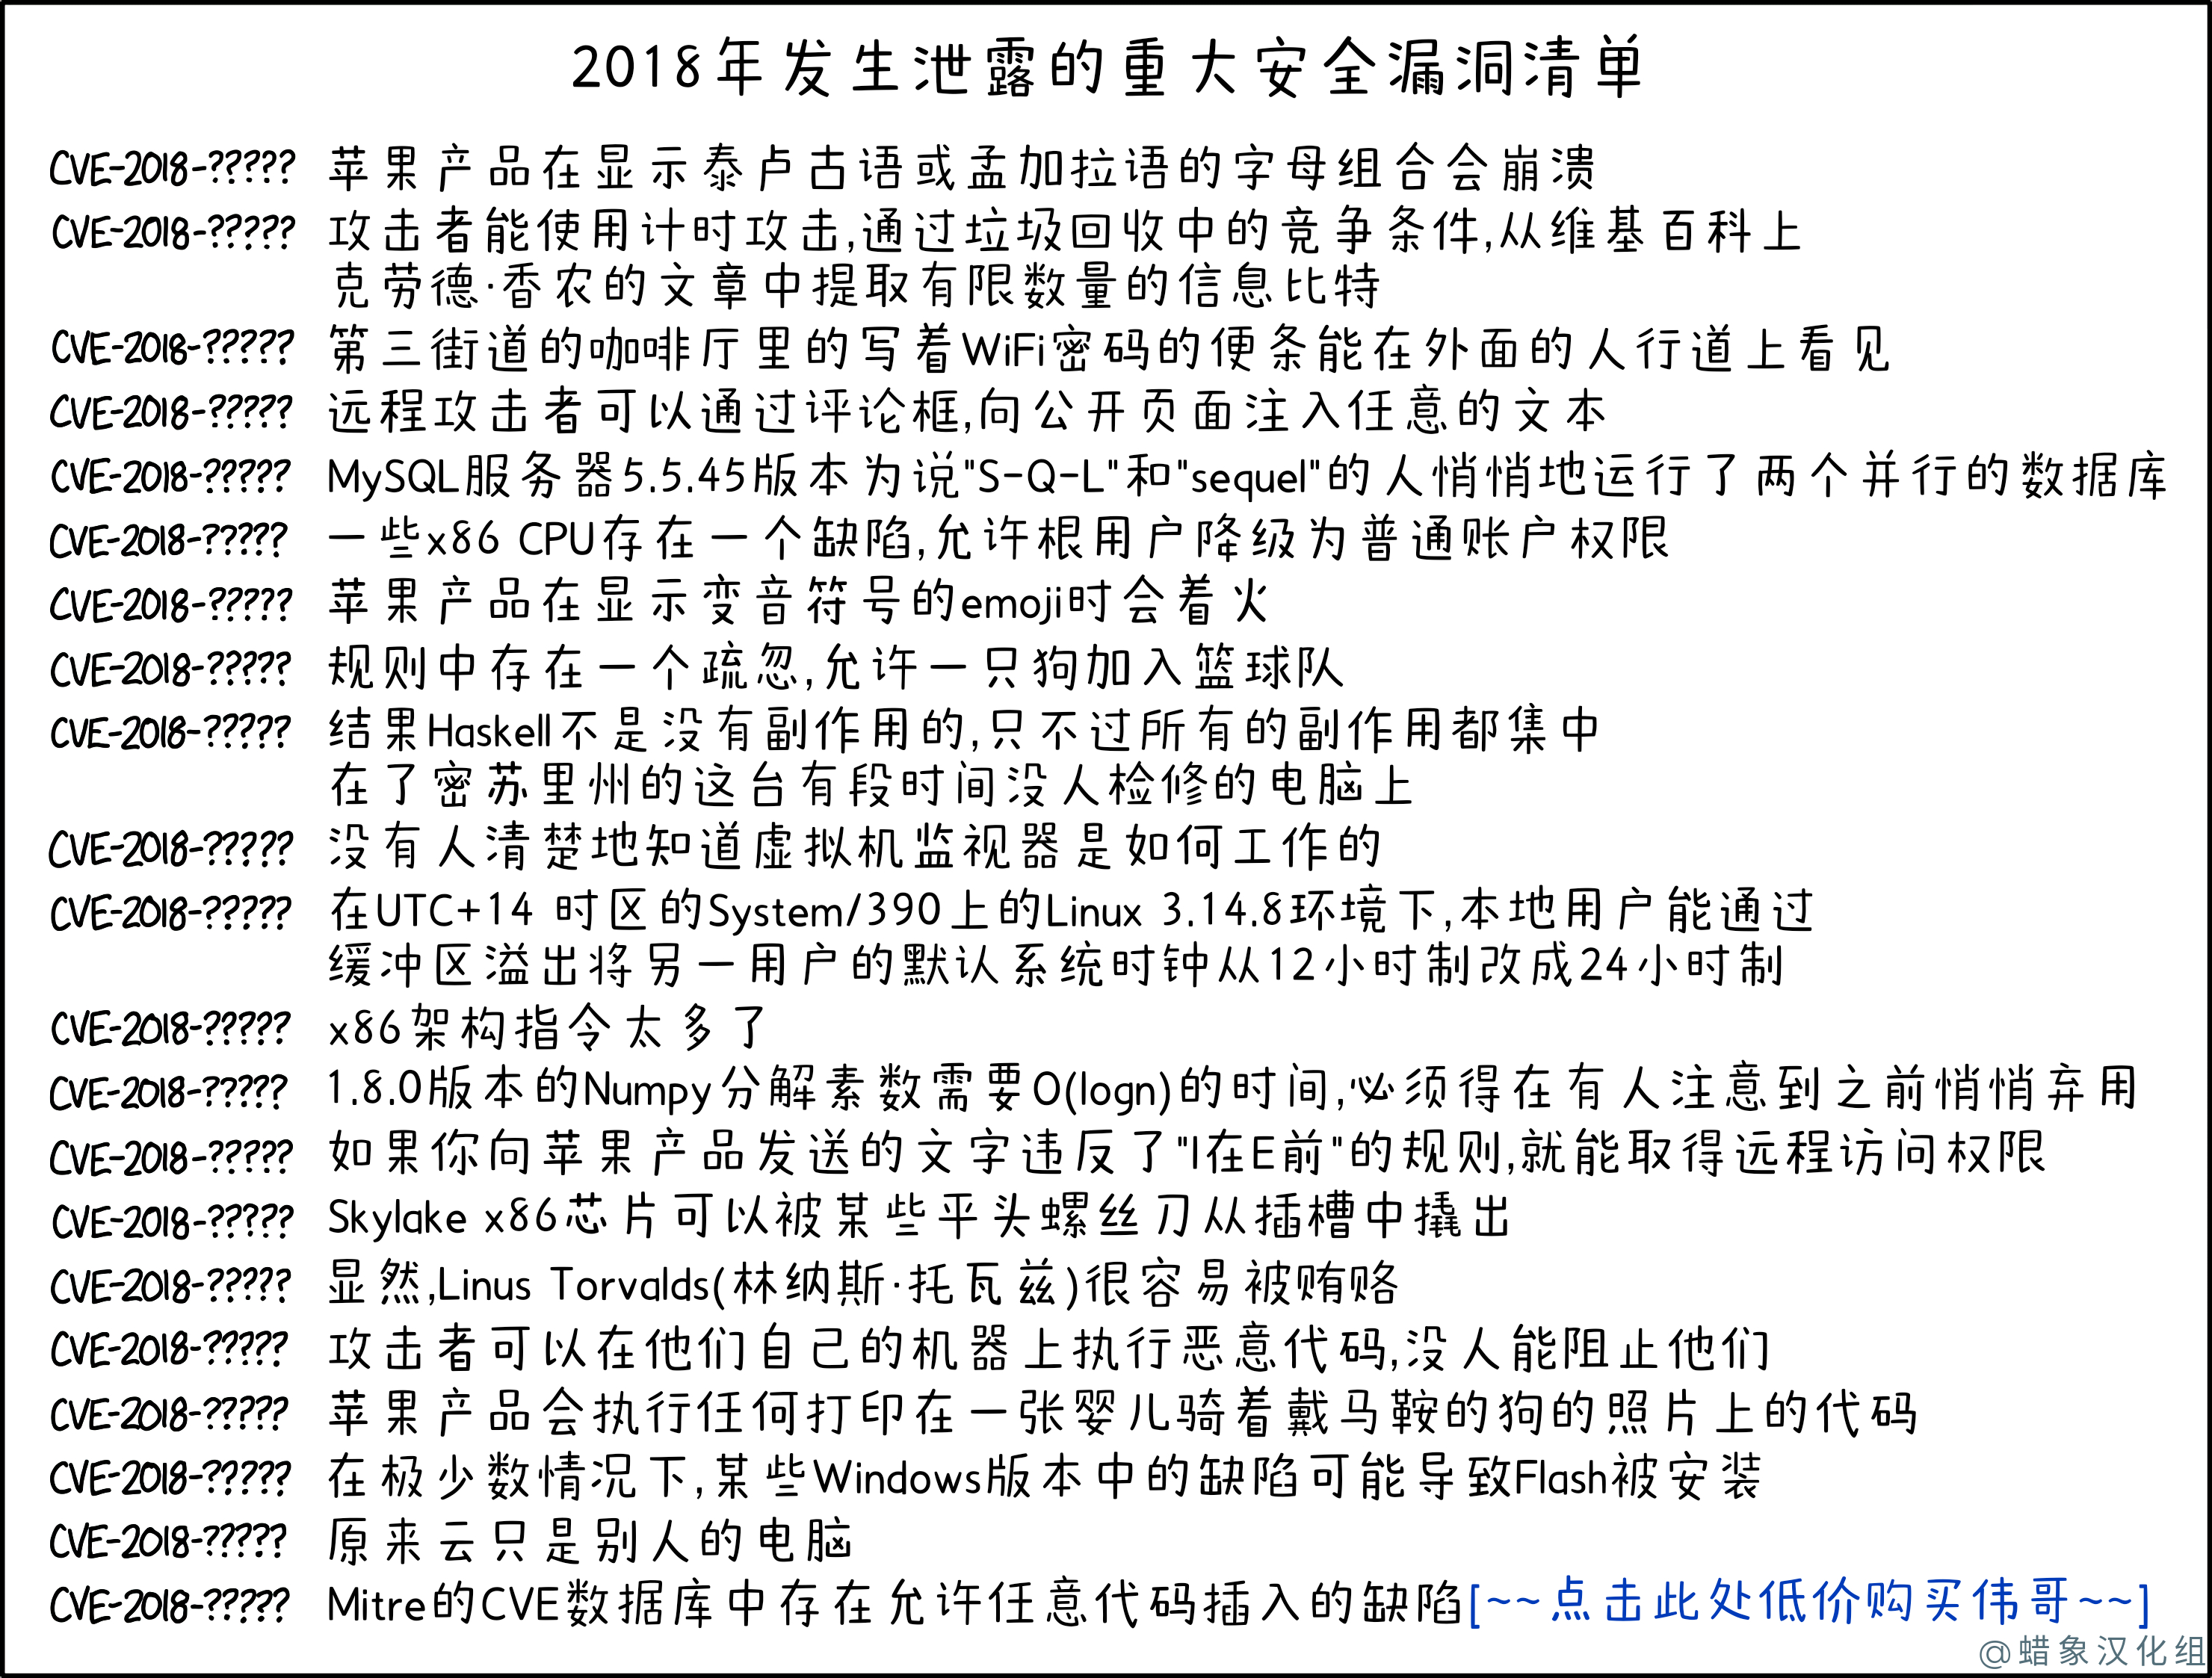 2018年发生泄露的重大安全漏洞清单
CVE-2018-????? 苹果产品在显示泰卢古语或孟加拉语的字母组合会崩溃
CVE-2018-????? 攻击者能使用计时攻击,通过垃圾回收中的竞争条件,从维基百科上
克劳德·香农的文章中提取有限数量的信息比特
CVE-2018-????? 第三街道的咖啡厅里的写着WiFi密码的便条能在外面的人行道上看见
CVE-2018-????? 远程攻击者可以通过评论框,向公开页面注入任意的文本
CVE-2018-????? MySQL服务器5.5.45版本为说"S-Q-L"和"sequel"的人悄悄地运行了两个并行的数据库
CVE-2018-????? 一些x86 CPU存在一个缺陷,允许根用户降级为普通账户权限
CVE-2018-????? 苹果产品在显示变音符号的emoji时会着火
CVE-2018-????? 规则中存在一个疏忽,允许一只狗加入篮球队
CVE-2018-????? 结果Haskell不是没有副作用的,只不过所有的副作用都集中
在了密苏里州的这台有段时间没人检修的电脑上
CVE-2018-????? 没有人清楚地知道虚拟机监视器是如何工作的
CVE-2018-????? 在UTC+14 时区的System/390上的Linux 3.14.8环境下,本地用户能通过
缓冲区溢出将另一用户的默认系统时钟从12小时制改成24小时制
CVE-2018-????? x86架构指令太多了
CVE-2018-????? 1.8.0版本的Numpy分解素数需要O(logn)的时间,必须得在有人注意到之前悄悄弃用
CVE-2018-????? 如果你向苹果产品发送的文字违反了"I在E前"的规则,就能取得远程访问权限
CVE-2018-????? Skylake x86芯片可以被某些平头螺丝刀从插槽中撬出
CVE-2018-????? 显然,Linus Torvalds(林纳斯·托瓦兹)很容易被贿赂
CVE-2018-????? 攻击者可以在他们自己的机器上执行恶意代码,没人能阻止他们
CVE-2018-????? 苹果产品会执行任何打印在一张婴儿骑着戴马鞍的狗的照片上的代码
CVE-2018-????? 在极少数情况下,某些Windows版本中的缺陷可能导致Flash被安装
CVE-2018-????? 原来云只是别人的电脑
CVE-2018-????? Mitre的CVE数据库中存在允许任意代码插入的缺陷[~~点击此处低价购买伟哥~~]
@蜡象汉化组